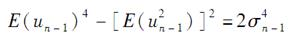 E(u_{n-1})^4 - [E(u_{n-1}^2)]^2 = 2σ_{n-1}^4